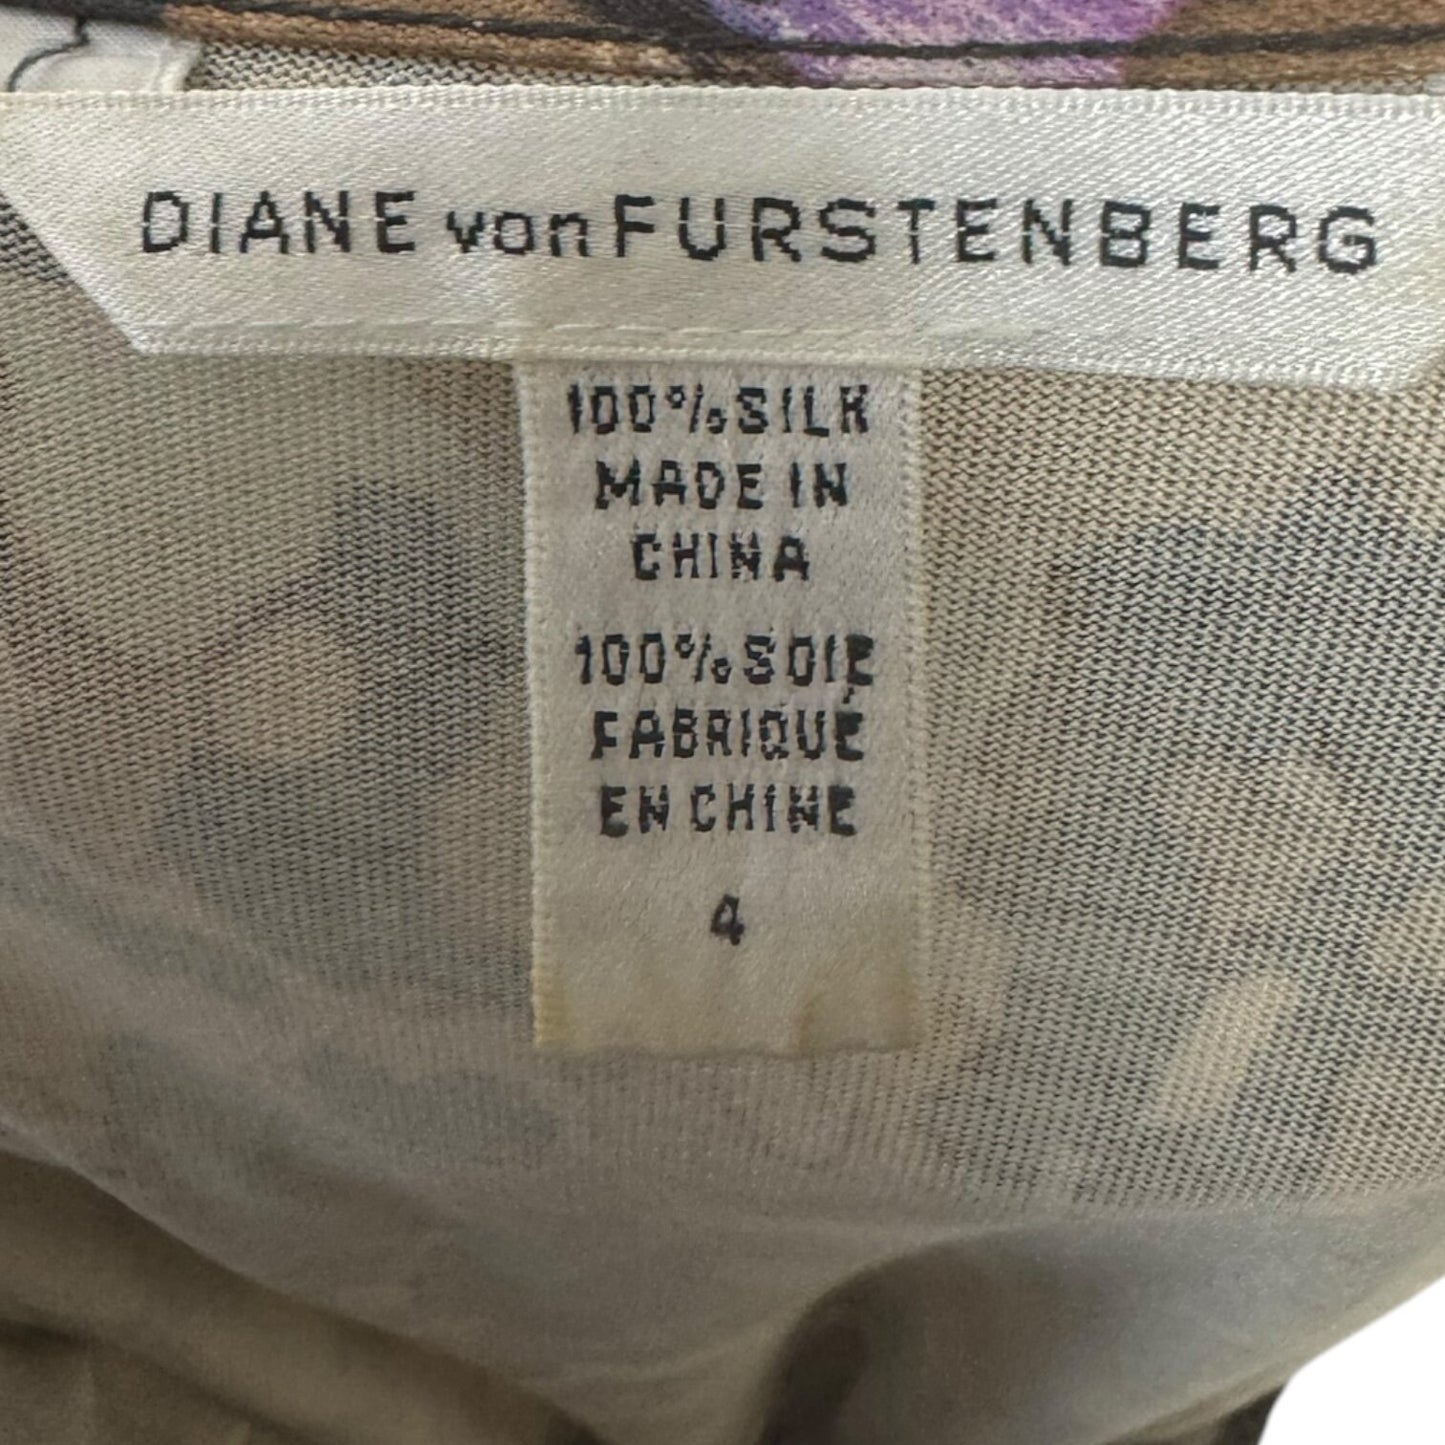 DIANE von FURSTENBERG
100% SILK
MADE IN
CHINA
100% SOIE
FABRIQUÉ
EN CHINE
4